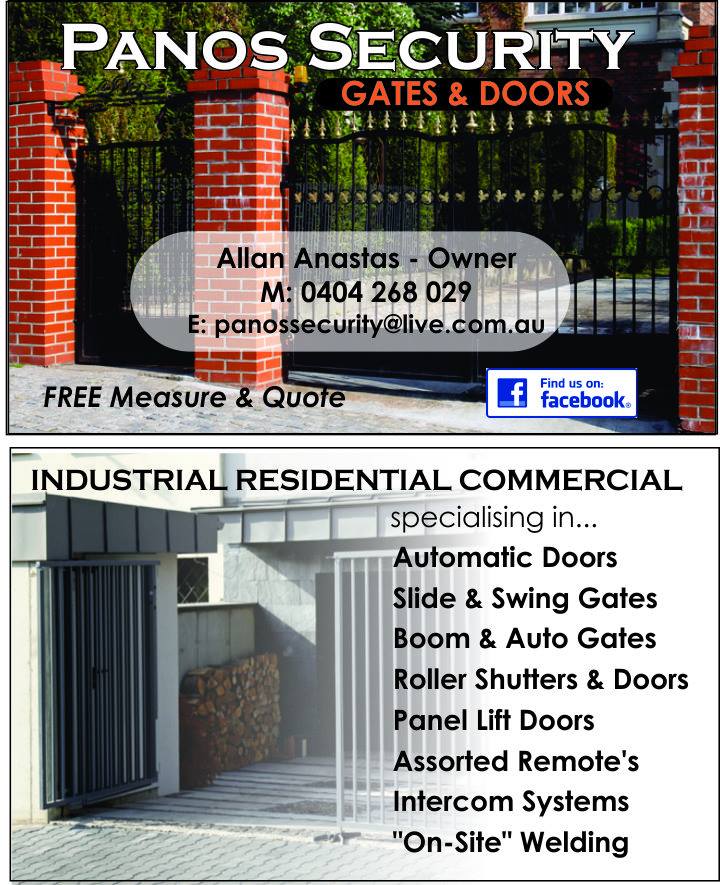 PANOS SECURITY
GATES & DOORS
Allan Anastas - Owner
M: 0404 268 029
E: panossecurity@live.com.au
FREE Measure & Quote
Find us on:
facebook®
INDUSTRIAL RESIDENTIAL COMMERCIAL
specialising in...
Automatic Doors
Slide & Swing Gates
Boom & Auto Gates
Roller Shutters & Doors
Panel Lift Doors
Assorted Remote's
Intercom Systems
"On-Site" Welding